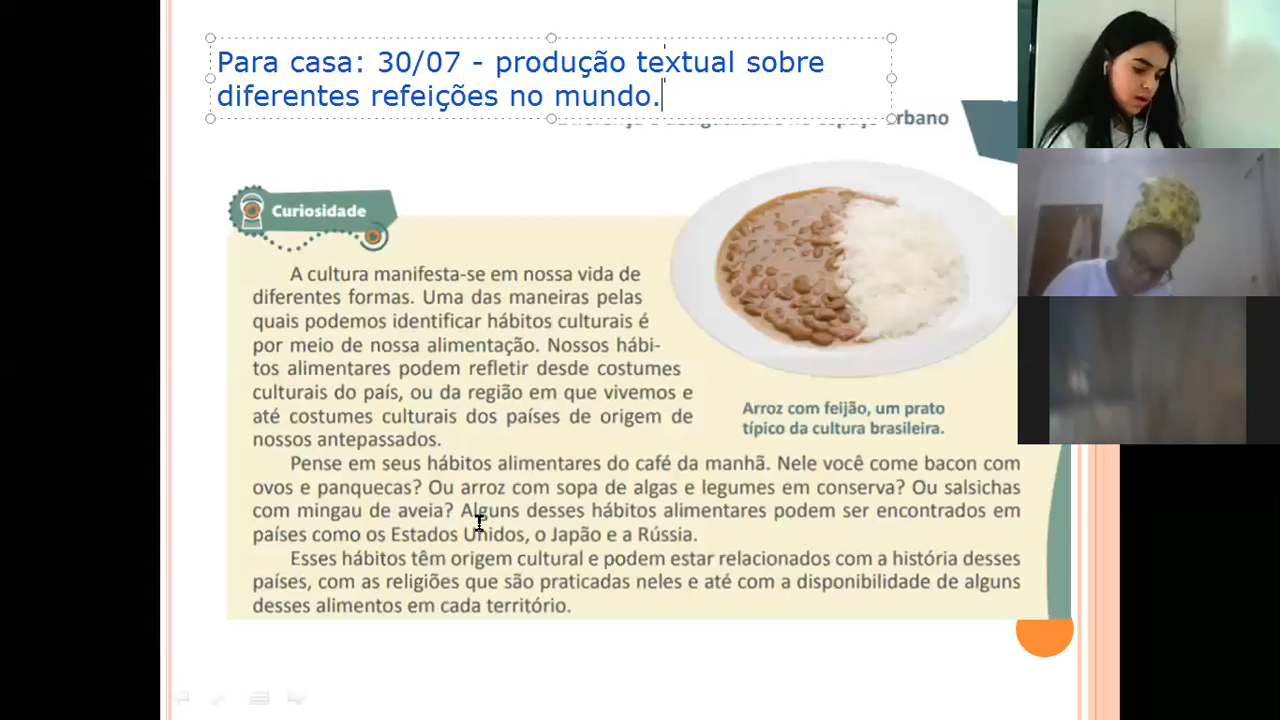 Para casa: 30/07 - produção textual sobre
diferentes refeições no mundo.
Curiosidade
A cultura manifesta-se em nossa vida de
diferentes formas. Uma das maneiras pelas
quais podemos identificar hábitos culturais é
por meio de nossa alimentação. Nossos hábi-
tos alimentares podem refletir desde costumes
culturais do país, ou da região em que vivemos e
até costumes culturais dos países de origem de
nossos antepassados.
Arroz com feijão, um prato
típico da cultura brasileira.
Pense em seus hábitos alimentares do café da manhã. Nele você come bacon com
ovos e panquecas? Ou arroz com sopa de algas e legumes em conserva? Ou salsichas
com mingau de aveia? Alguns desses hábitos alimentares podem ser encontrados em
países como os Estados Unidos, o Japão e a Rússia.
Esses hábitos têm origem cultural e podem estar relacionados com a história desses
países, com as religiões que são praticadas neles e até com a disponibilidade de alguns
desses alimentos em cada território.